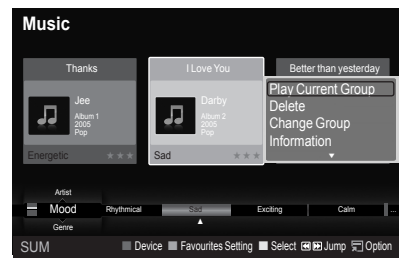 Music
Thanks
I Love You
Better than yesterday
Jee
Album 1
2005
Pop
Darby
Album 2
2005
Pop
Play Current Group
Delete
Change Group
Information
Energetic
Sad
Artist
Mood
Rhythmical
Sad
Exciting
Calm
...
Genre
SUM
Device
Favourites Setting
Select
Jump
Option